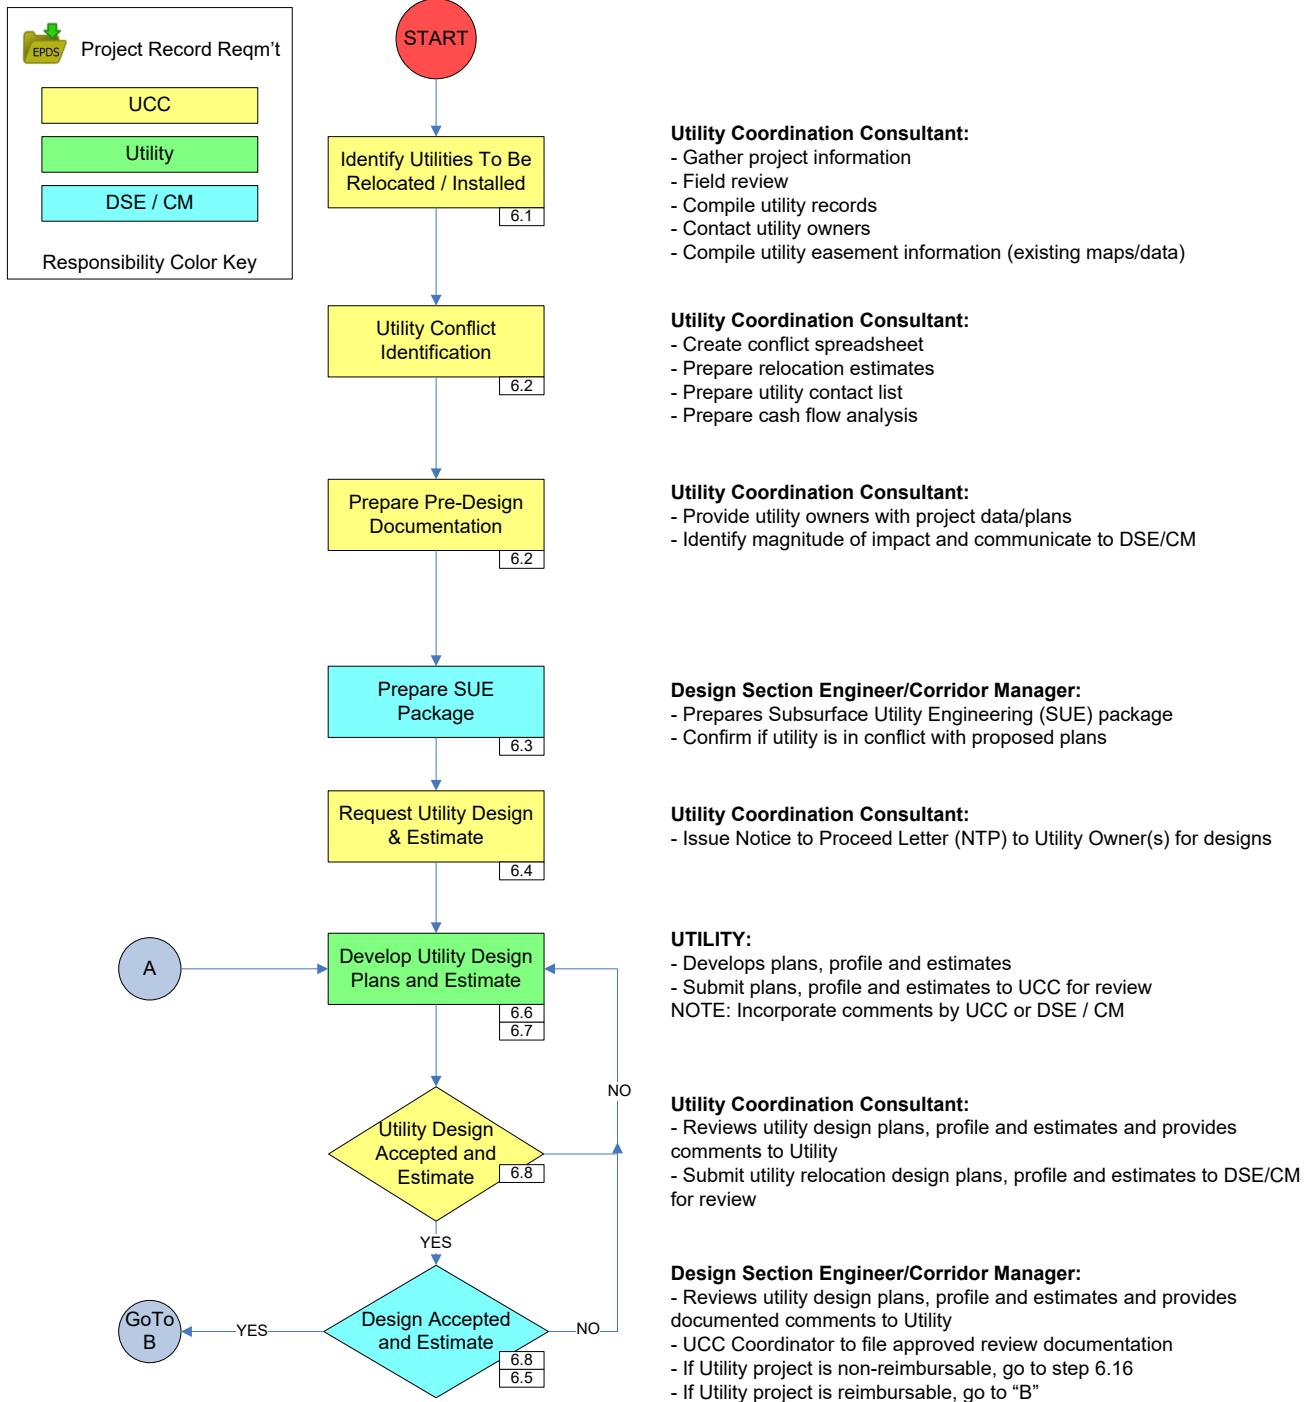 EPDS
Project Record Reqm’t
UCC
Utility
DSE / CM
Responsibility Color Key
START
Identify Utilities To Be
Relocated / Installed
6.1
Utility Coordination Consultant:
- Gather project information
- Field review
- Compile utility records
- Contact utility owners
- Compile utility easement information (existing maps/data)
Utility Conflict
Identification
6.2
Utility Coordination Consultant:
- Create conflict spreadsheet
- Prepare relocation estimates
- Prepare utility contact list
- Prepare cash flow analysis
Prepare Pre-Design
Documentation
6.2
Utility Coordination Consultant:
- Provide utility owners with project data/plans
- Identify magnitude of impact and communicate to DSE/CM
Prepare SUE
Package
6.3
Design Section Engineer/Corridor Manager:
- Prepares Subsurface Utility Engineering (SUE) package
- Confirm if utility is in conflict with proposed plans
Request Utility Design
& Estimate
6.4
Utility Coordination Consultant:
- Issue Notice to Proceed Letter (NTP) to Utility Owner(s) for designs
A
Develop Utility Design
Plans and Estimate
6.6
6.7
UTILITY:
- Develops plans, profile and estimates
- Submit plans, profile and estimates to UCC for review
NOTE: Incorporate comments by UCC or DSE / CM
NO
Utility Design
Accepted and
Estimate
6.8
Utility Coordination Consultant:
- Reviews utility design plans, profile and estimates and provides
comments to Utility
- Submit utility relocation design plans, profile and estimates to DSE/CM
for review
YES
GoTo
B
YES
Design Accepted
and Estimate
NO
6.8
6.5
Design Section Engineer/Corridor Manager:
- Reviews utility design plans, profile and estimates and provides
documented comments to Utility
- UCC Coordinator to file approved review documentation
- If Utility project is non-reimbursable, go to step 6.16
- If Utility project is reimbursable, go to “B”